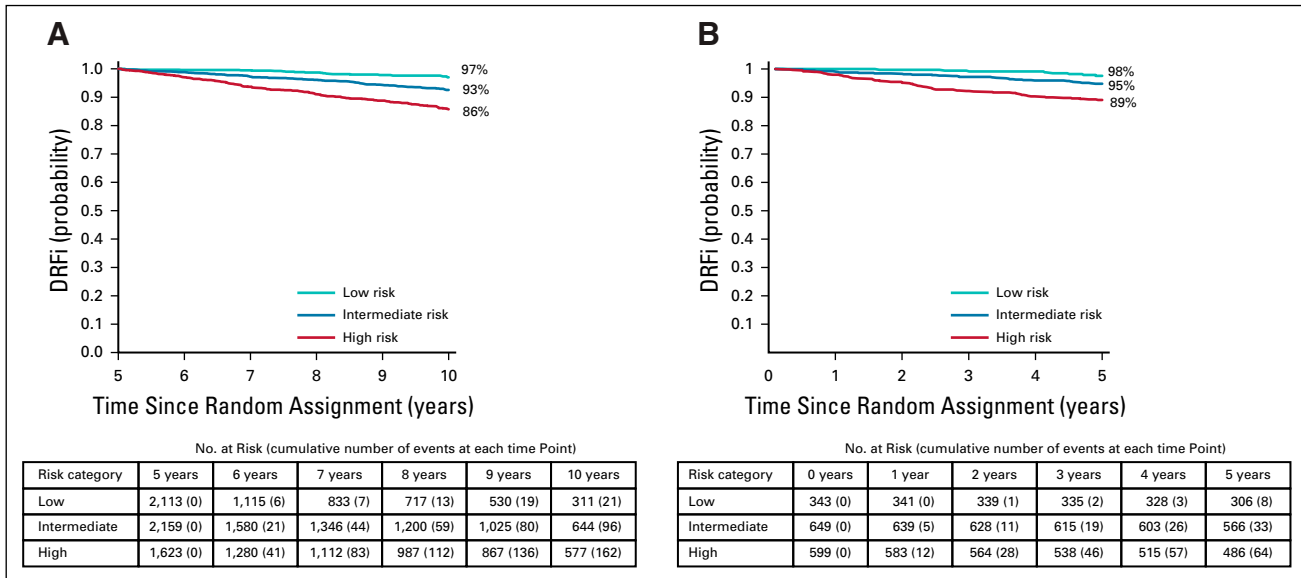 A
1.0
0.9
0.8
0.7
0.6
0.5
0.4
0.3
0.2
0.1
0.0
DRFi (probability)
97%
93%
86%
Low risk
Intermediate risk
High risk
5 6 7 8 9 10
Time Since Random Assignment (years)
No. at Risk (cumulative number of events at each time Point)
Risk category 5 years 6 years 7 years 8 years 9 years 10 years
Low 2,113 (0) 1,115 (6) 833 (7) 717 (13) 530 (19) 311 (21)
Intermediate 2,159 (0) 1,580 (21) 1,346 (44) 1,200 (59) 1,025 (80) 644 (96)
High 1,623 (0) 1,280 (41) 1,112 (83) 987 (112) 867 (136) 577 (162)
B
1.0
0.9
0.8
0.7
0.6
0.5
0.4
0.3
0.2
0.1
DRFi (probability)
98%
95%
89%
Low risk
Intermediate risk
High risk
0 1 2 3 4 5
Time Since Random Assignment (years)
No. at Risk (cumulative number of events at each time Point)
Risk category 0 years 1 year 2 years 3 years 4 years 5 years
Low 343 (0) 341 (0) 339 (1) 335 (2) 328 (3) 306 (8)
Intermediate 649 (0) 639 (5) 628 (11) 615 (19) 603 (26) 566 (33)
High 599 (0) 583 (12) 564 (28) 538 (46) 515 (57) 486 (64)